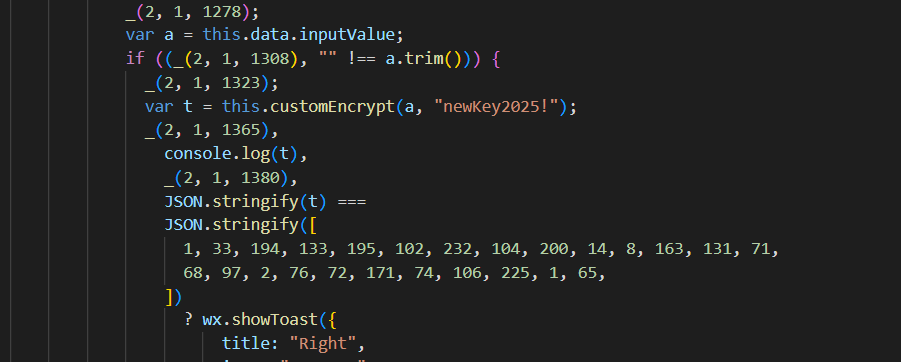 _(2, 1, 1278);
var a = this.data.inputValue;
if ((_(2, 1, 1308), "" !== a.trim())) {
_(2, 1, 1323);
var t = this.customEncrypt(a, "newKey2025!");
_(2, 1, 1365),
console.log(t),
_(2, 1, 1380),
JSON.stringify(t) ===
JSON.stringify([
1, 33, 194, 133, 195, 102, 232, 104, 200, 14, 8, 163, 131, 71,
68, 97, 2, 76, 72, 171, 74, 106, 225, 1, 65,
])
? wx.showToast({
title: "Right",